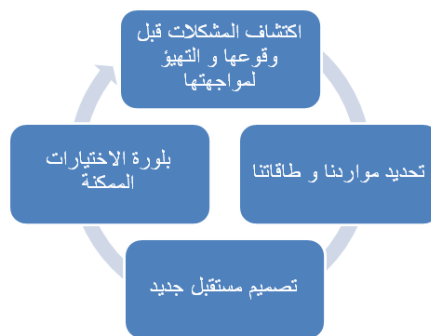 اكتشاف المشكلات قبل
وقوعها و التهيؤ
لمواجهتها
تحديد مواردنا و طاقاتنا
تصميم مستقبل جديد
بلورة الاختيارات
الممكنة